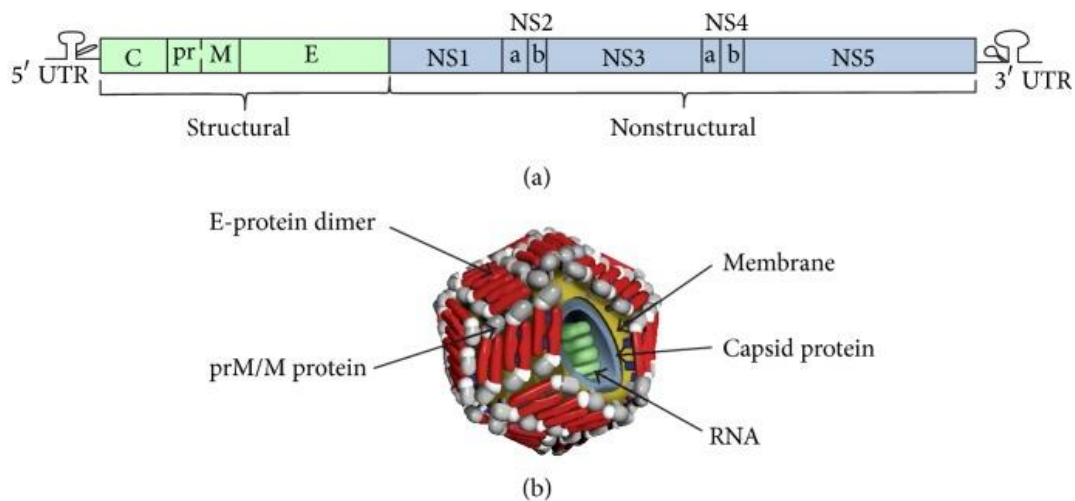 NS2 NS4
C pr M E NS1 a b NS3 a b NS5
5′ UTR 3′ UTR
Structural Nonstructural
(a)
E-protein dimer
Membrane
prM/M protein
Capsid protein
RNA
(b)